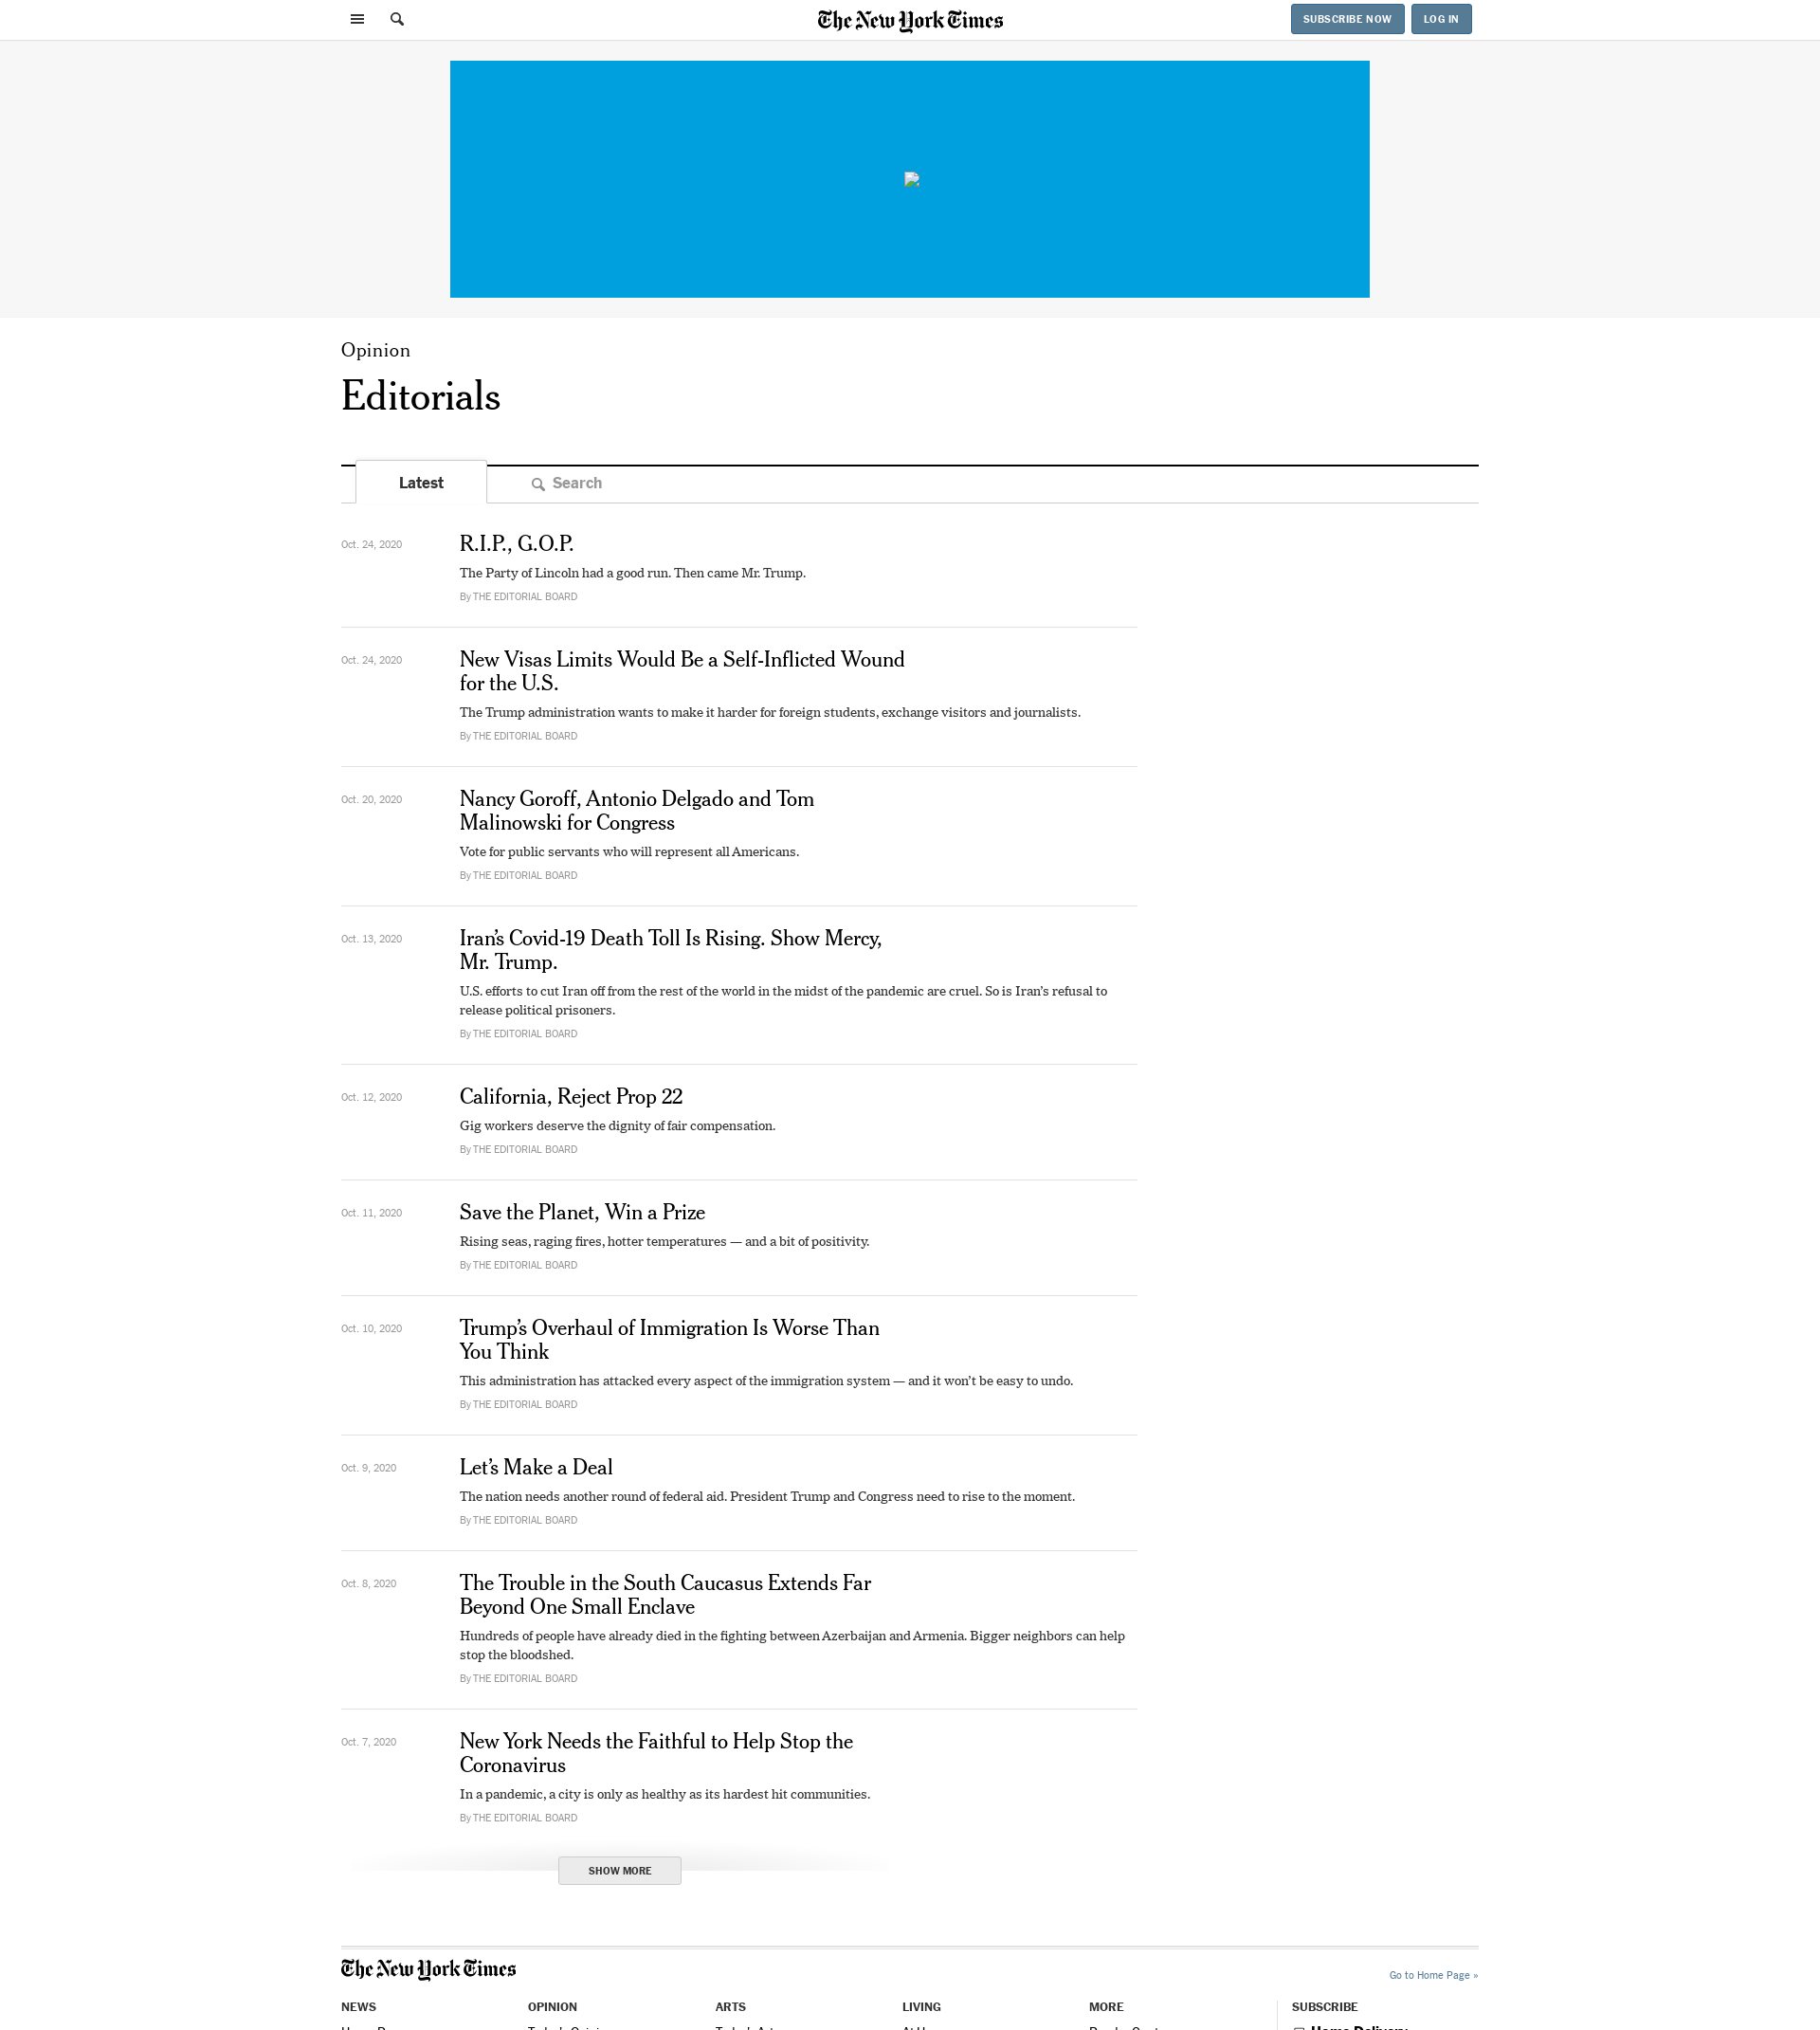 The New York Times
SUBSCRIBE NOW
LOG IN
Opinion
Editorials
Latest
Search
Oct. 24, 2020
R.I.P., G.O.P.
The Party of Lincoln had a good run. Then came Mr. Trump.
By THE EDITORIAL BOARD
Oct. 24, 2020
New Visas Limits Would Be a Self-Inflicted Wound
for the U.S.
The Trump administration wants to make it harder for foreign students, exchange visitors and journalists.
By THE EDITORIAL BOARD
Oct. 20, 2020
Nancy Goroff, Antonio Delgado and Tom
Malinowski for Congress
Vote for public servants who will represent all Americans.
By THE EDITORIAL BOARD
Oct. 13, 2020
Iran’s Covid-19 Death Toll Is Rising. Show Mercy,
Mr. Trump.
U.S. efforts to cut Iran off from the rest of the world in the midst of the pandemic are cruel. So is Iran’s refusal to
release political prisoners.
By THE EDITORIAL BOARD
Oct. 12, 2020
California, Reject Prop 22
Gig workers deserve the dignity of fair compensation.
By THE EDITORIAL BOARD
Oct. 11, 2020
Save the Planet, Win a Prize
Rising seas, raging fires, hotter temperatures — and a bit of positivity.
By THE EDITORIAL BOARD
Oct. 10, 2020
Trump’s Overhaul of Immigration Is Worse Than
You Think
This administration has attacked every aspect of the immigration system — and it won’t be easy to undo.
By THE EDITORIAL BOARD
Oct. 9, 2020
Let’s Make a Deal
The nation needs another round of federal aid. President Trump and Congress need to rise to the moment.
By THE EDITORIAL BOARD
Oct. 8, 2020
The Trouble in the South Caucasus Extends Far
Beyond One Small Enclave
Hundreds of people have already died in the fighting between Azerbaijan and Armenia. Bigger neighbors can help
stop the bloodshed.
By THE EDITORIAL BOARD
Oct. 7, 2020
New York Needs the Faithful to Help Stop the
Coronavirus
In a pandemic, a city is only as healthy as its hardest hit communities.
By THE EDITORIAL BOARD
SHOW MORE
The New York Times
Go to Home Page »
NEWS
OPINION
ARTS
LIVING
MORE
SUBSCRIBE
Home Delivery